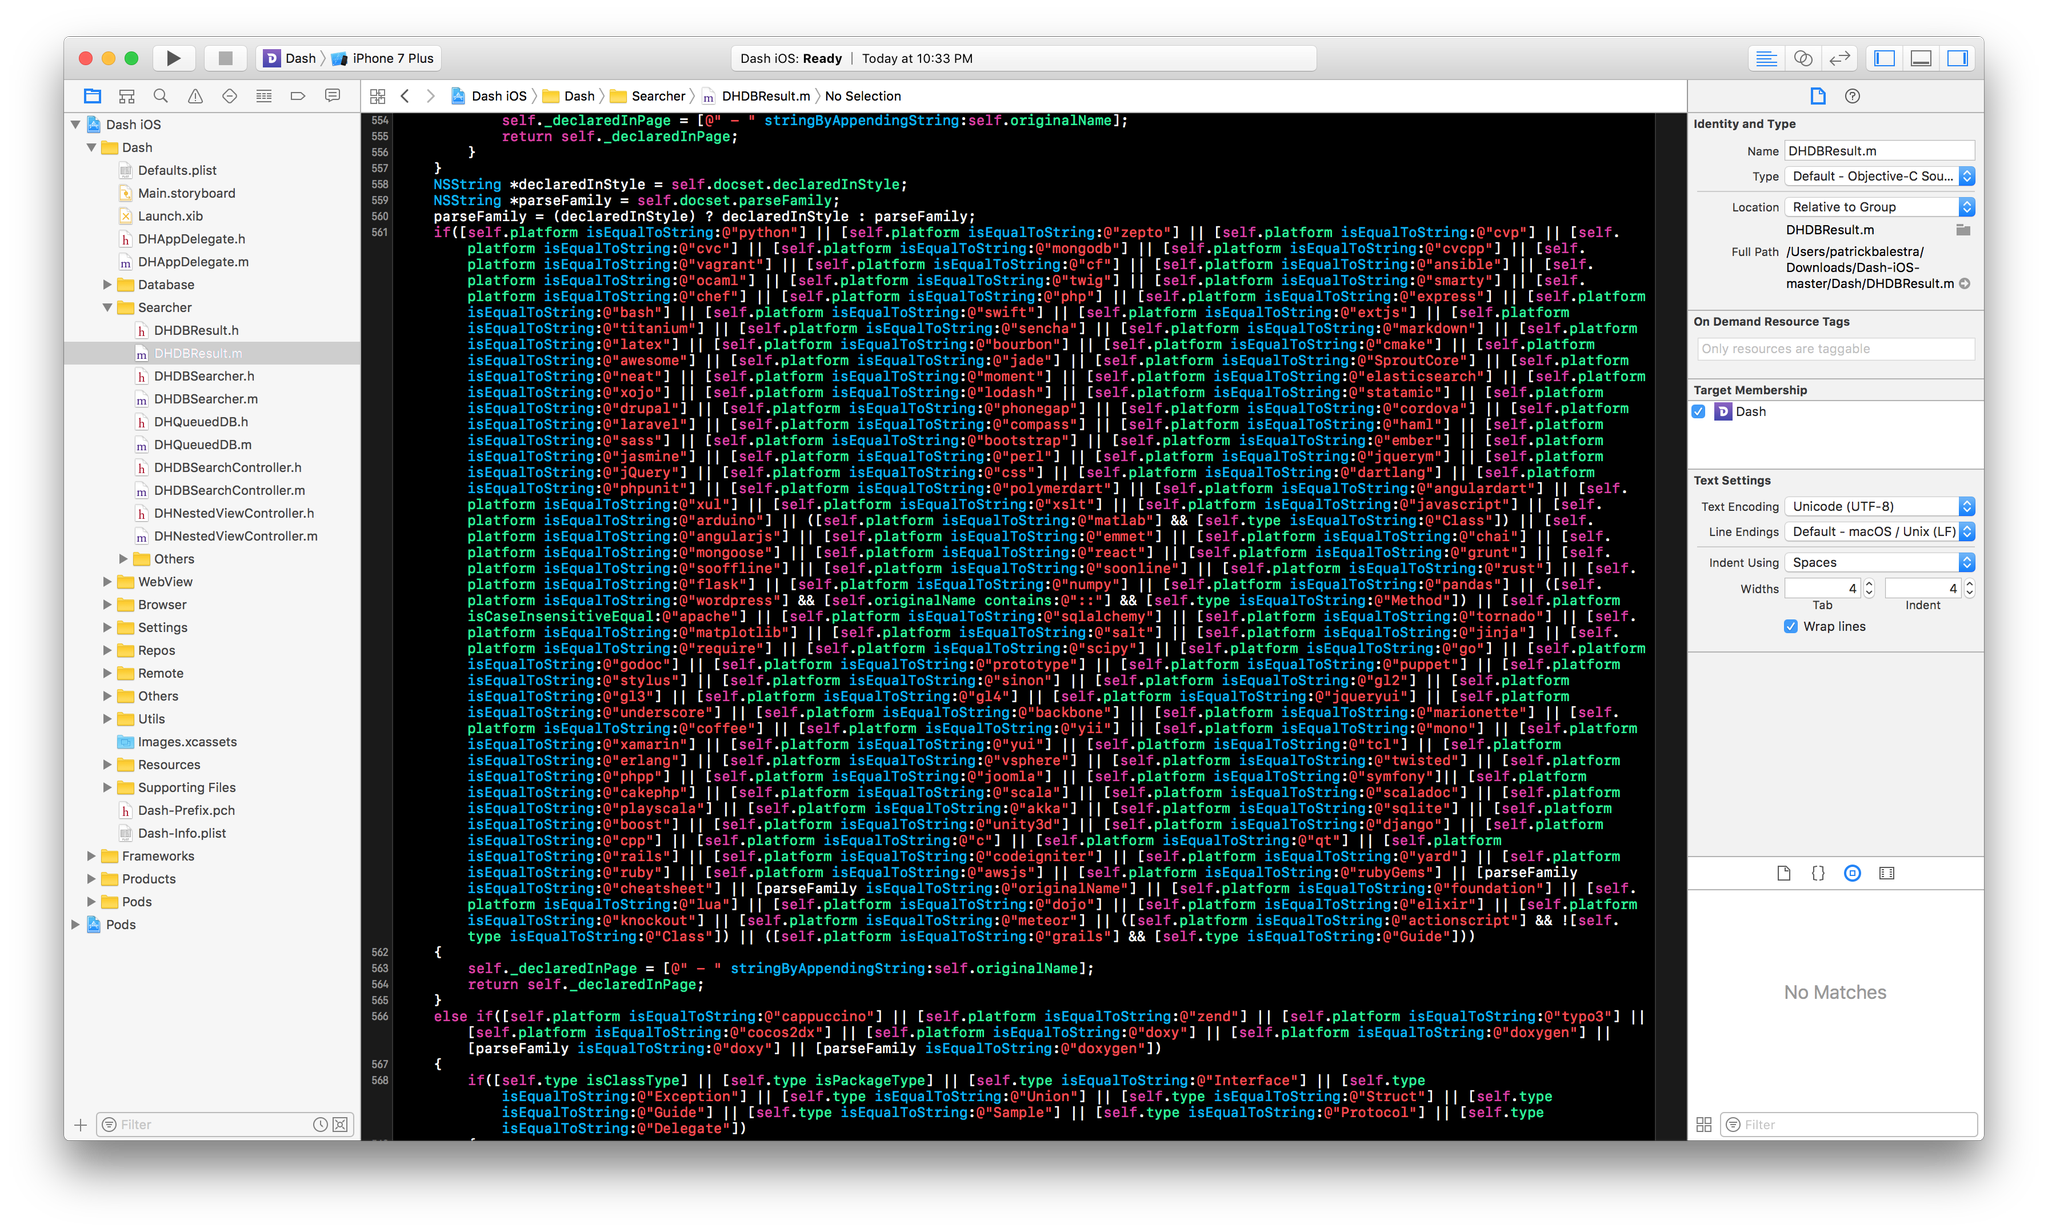 Dash iOS: Ready | Today at 10:33 PM
Dash 〉 iPhone 7 Plus
Dash iOS 〉 Dash 〉 Searcher 〉 DHDBResult.m 〉 No Selection
Dash iOS
Dash
Defaults.plist
Main.storyboard
Launch.xib
DHAppDelegate.h
DHAppDelegate.m
Database
Searcher
DHDBResult.h
DHDBResult.m
DHDBSearcher.h
DHDBSearcher.m
DHQueuedDB.h
DHQueuedDB.m
DHDBSearchController.h
DHDBSearchController.m
DHNestedViewController.h
DHNestedViewController.m
Others
WebView
Browser
Settings
Repos
Remote
Others
Utils
Images.xcassets
Resources
Supporting Files
Dash-Prefix.pch
Dash-Info.plist
Frameworks
Products
Pods
Pods
Filter
554 self._declaredInPage = [@" – " stringByAppendingString:self.originalName];
555 return self._declaredInPage;
556 }
557 }
558 NSString *declaredInStyle = self.docset.declaredInStyle;
559 NSString *parseFamily = self.docset.parseFamily;
560 parseFamily = (declaredInStyle) ? declaredInStyle : parseFamily;
561 if([self.platform isEqualToString:@"python"] || [self.platform isEqualToString:@"zepto"] || [self.platform isEqualToString:@"cvp"] || [self.
platform isEqualToString:@"cvc"] || [self.platform isEqualToString:@"mongodb"] || [self.platform isEqualToString:@"cvcpp"] || [self.
platform isEqualToString:@"vagrant"] || [self.platform isEqualToString:@"cf"] || [self.platform isEqualToString:@"ansible"] || [self.
platform isEqualToString:@"ocaml"] || [self.platform isEqualToString:@"twig"] || [self.platform isEqualToString:@"smarty"] || [self.
platform isEqualToString:@"chef"] || [self.platform isEqualToString:@"php"] || [self.platform isEqualToString:@"express"] || [self.platform
isEqualToString:@"bash"] || [self.platform isEqualToString:@"swift"] || [self.platform isEqualToString:@"extjs"] || [self.platform
isEqualToString:@"titanium"] || [self.platform isEqualToString:@"sencha"] || [self.platform isEqualToString:@"markdown"] || [self.platform
isEqualToString:@"latex"] || [self.platform isEqualToString:@"bourbon"] || [self.platform isEqualToString:@"cmake"] || [self.platform
isEqualToString:@"awesome"] || [self.platform isEqualToString:@"jade"] || [self.platform isEqualToString:@"SproutCore"] || [self.platform
isEqualToString:@"neat"] || [self.platform isEqualToString:@"moment"] || [self.platform isEqualToString:@"elasticsearch"] || [self.platform
isEqualToString:@"xojo"] || [self.platform isEqualToString:@"lodash"] || [self.platform isEqualToString:@"statamic"] || [self.platform
isEqualToString:@"drupal"] || [self.platform isEqualToString:@"phonegap"] || [self.platform isEqualToString:@"cordova"] || [self.platform
isEqualToString:@"laravel"] || [self.platform isEqualToString:@"compass"] || [self.platform isEqualToString:@"haml"] || [self.platform
isEqualToString:@"sass"] || [self.platform isEqualToString:@"bootstrap"] || [self.platform isEqualToString:@"ember"] || [self.platform
isEqualToString:@"jasmine"] || [self.platform isEqualToString:@"perl"] || [self.platform isEqualToString:@"jquerym"] || [self.platform
isEqualToString:@"jQuery"] || [self.platform isEqualToString:@"css"] || [self.platform isEqualToString:@"dartlang"] || [self.platform
isEqualToString:@"phpunit"] || [self.platform isEqualToString:@"polymerdart"] || [self.platform isEqualToString:@"angulardart"] || [self.
platform isEqualToString:@"xul"] || [self.platform isEqualToString:@"xslt"] || [self.platform isEqualToString:@"javascript"] || [self.
platform isEqualToString:@"arduino"] || ([self.platform isEqualToString:@"matlab"] && [self.type isEqualToString:@"Class"]) || [self.
platform isEqualToString:@"angularjs"] || [self.platform isEqualToString:@"emmet"] || [self.platform isEqualToString:@"chai"] || [self.
platform isEqualToString:@"mongoose"] || [self.platform isEqualToString:@"react"] || [self.platform isEqualToString:@"grunt"] || [self.
platform isEqualToString:@"sooffline"] || [self.platform isEqualToString:@"soonline"] || [self.platform isEqualToString:@"rust"] || [self.
platform isEqualToString:@"flask"] || [self.platform isEqualToString:@"numpy"] || [self.platform isEqualToString:@"pandas"] || ([self.
platform isEqualToString:@"wordpress"] && [self.originalName contains:@"::"] && [self.type isEqualToString:@"Method"]) || [self.platform
isCaseInsensitiveEqual:@"apache"] || [self.platform isEqualToString:@"sqlalchemy"] || [self.platform isEqualToString:@"tornado"] || [self.
platform isEqualToString:@"matplotlib"] || [self.platform isEqualToString:@"salt"] || [self.platform isEqualToString:@"jinja"] || [self.
platform isEqualToString:@"require"] || [self.platform isEqualToString:@"scipy"] || [self.platform isEqualToString:@"go"] || [self.platform
isEqualToString:@"godoc"] || [self.platform isEqualToString:@"prototype"] || [self.platform isEqualToString:@"puppet"] || [self.platform
isEqualToString:@"stylus"] || [self.platform isEqualToString:@"sinon"] || [self.platform isEqualToString:@"gl2"] || [self.platform
isEqualToString:@"gl3"] || [self.platform isEqualToString:@"gl4"] || [self.platform isEqualToString:@"jqueryui"] || [self.platform
isEqualToString:@"underscore"] || [self.platform isEqualToString:@"backbone"] || [self.platform isEqualToString:@"marionette"] || [self.
platform isEqualToString:@"coffee"] || [self.platform isEqualToString:@"yii"] || [self.platform isEqualToString:@"mono"] || [self.platform
isEqualToString:@"xamarin"] || [self.platform isEqualToString:@"yui"] || [self.platform isEqualToString:@"tcl"] || [self.platform
isEqualToString:@"erlang"] || [self.platform isEqualToString:@"vsphere"] || [self.platform isEqualToString:@"twisted"] || [self.platform
isEqualToString:@"phpp"] || [self.platform isEqualToString:@"joomla"] || [self.platform isEqualToString:@"symfony"]|| [self.platform
isEqualToString:@"cakephp"] || [self.platform isEqualToString:@"scala"] || [self.platform isEqualToString:@"scaladoc"] || [self.platform
isEqualToString:@"playscala"] || [self.platform isEqualToString:@"akka"] || [self.platform isEqualToString:@"sqlite"] || [self.platform
isEqualToString:@"boost"] || [self.platform isEqualToString:@"unity3d"] || [self.platform isEqualToString:@"django"] || [self.platform
isEqualToString:@"cpp"] || [self.platform isEqualToString:@"c"] || [self.platform isEqualToString:@"qt"] || [self.platform
isEqualToString:@"rails"] || [self.platform isEqualToString:@"codeigniter"] || [self.platform isEqualToString:@"yard"] || [self.platform
isEqualToString:@"ruby"] || [self.platform isEqualToString:@"awsjs"] || [self.platform isEqualToString:@"rubyGems"] || [parseFamily
isEqualToString:@"cheatsheet"] || [parseFamily isEqualToString:@"originalName"] || [self.platform isEqualToString:@"foundation"] || [self.
platform isEqualToString:@"lua"] || [self.platform isEqualToString:@"dojo"] || [self.platform isEqualToString:@"elixir"] || [self.platform
isEqualToString:@"knockout"] || [self.platform isEqualToString:@"meteor"] || ([self.platform isEqualToString:@"actionscript"] && ![self.
type isEqualToString:@"Class"]) || ([self.platform isEqualToString:@"grails"] && [self.type isEqualToString:@"Guide"]))
562 {
563 self._declaredInPage = [@" – " stringByAppendingString:self.originalName];
564 return self._declaredInPage;
565 }
566 else if([self.platform isEqualToString:@"cappuccino"] || [self.platform isEqualToString:@"zend"] || [self.platform isEqualToString:@"typo3"] ||
[self.platform isEqualToString:@"cocos2dx"] || [self.platform isEqualToString:@"doxy"] || [self.platform isEqualToString:@"doxygen"] ||
[parseFamily isEqualToString:@"doxy"] || [parseFamily isEqualToString:@"doxygen"])
567 {
568 if([self.type isClassType] || [self.type isPackageType] || [self.type isEqualToString:@"Interface"] || [self.type
isEqualToString:@"Exception"] || [self.type isEqualToString:@"Union"] || [self.type isEqualToString:@"Struct"] || [self.type
isEqualToString:@"Guide"] || [self.type isEqualToString:@"Sample"] || [self.type isEqualToString:@"Protocol"] || [self.type
isEqualToString:@"Delegate"])
Identity and Type
Name DHDBResult.m
Type Default - Objective-C Sou...
Location Relative to Group
DHDBResult.m
Full Path /Users/patrickbalestra/
Downloads/Dash-iOS-
master/Dash/DHDBResult.m
On Demand Resource Tags
Only resources are taggable
Target Membership
Dash
Text Settings
Text Encoding Unicode (UTF-8)
Line Endings Default - macOS / Unix (LF)
Indent Using Spaces
Widths 4 4
Tab Indent
Wrap lines
No Matches
Filter